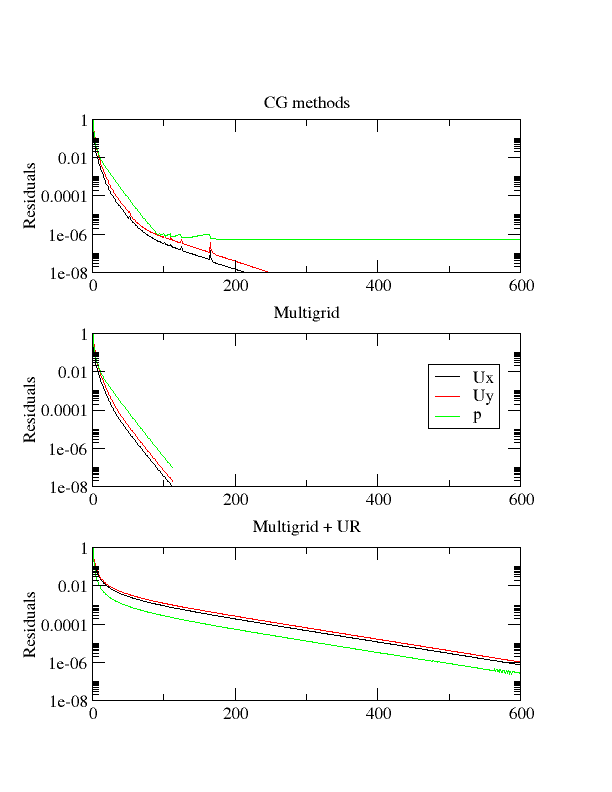 CG methods
1
0.01
0.0001
1e-06
1e-08
Residuals
0 200 400 600
Multigrid
1
0.01
0.0001
1e-06
1e-08
Residuals
Ux
Uy
p
0 200 400 600
Multigrid + UR
1
0.01
0.0001
1e-06
1e-08
Residuals
0 200 400 600